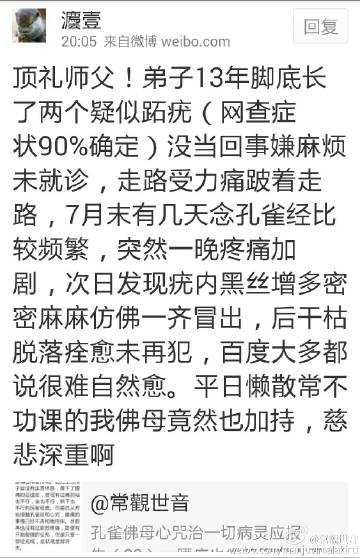 瀀壹
20:05 来自微博 weibo.com
回复
顶礼师父！弟子13年脚底长
了两个疑似跖疣（网查症
状90%确定）没当回事嫌麻烦
未就诊，走路受力痛跛着走
路，7月末有几天念孔雀经比
较频繁，突然一晚疼痛加
剧，次日发现疣内黑丝增多密
密麻麻仿佛一齐冒出，后干枯
脱落痊愈未再犯，百度大多都
说很难自然愈。平日懒散常不
功课的我佛母竟然也加持，慈
悲深重啊
@常觀世音
孔雀佛母心咒治一切病灵应探